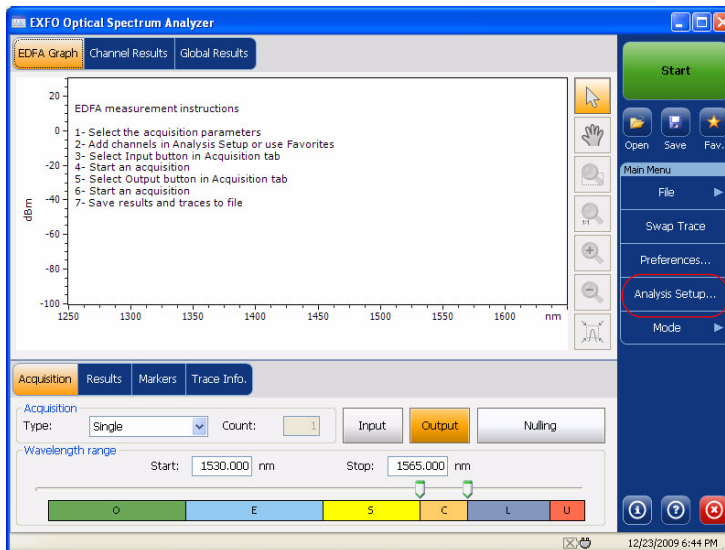 EXFO Optical Spectrum Analyzer
EDFA Graph
Channel Results
Global Results
Start
Open
Save
Fav.
Main Menu
File
Swap Trace
Preferences...
Analysis Setup...
Mode
dBm
20
0
-20
-40
-60
-80
-100
EDFA measurement instructions
1- Select the acquisition parameters
2- Add channels in Analysis Setup or use Favorites
3- Select Input button in Acquisition tab
4- Start an acquisition
5- Select Output button in Acquisition tab
6- Start an acquisition
7- Save results and traces to file
1250 1300 1350 1400 1450 1500 1550 1600 nm
1:1
Acquisition
Results
Markers
Trace Info.
Acquisition
Type: Single Count: 1
Input
Output
Nulling
Wavelength range
Start: 1530.000 nm Stop: 1565.000 nm
O E S C L U
12/23/2009 6:44 PM